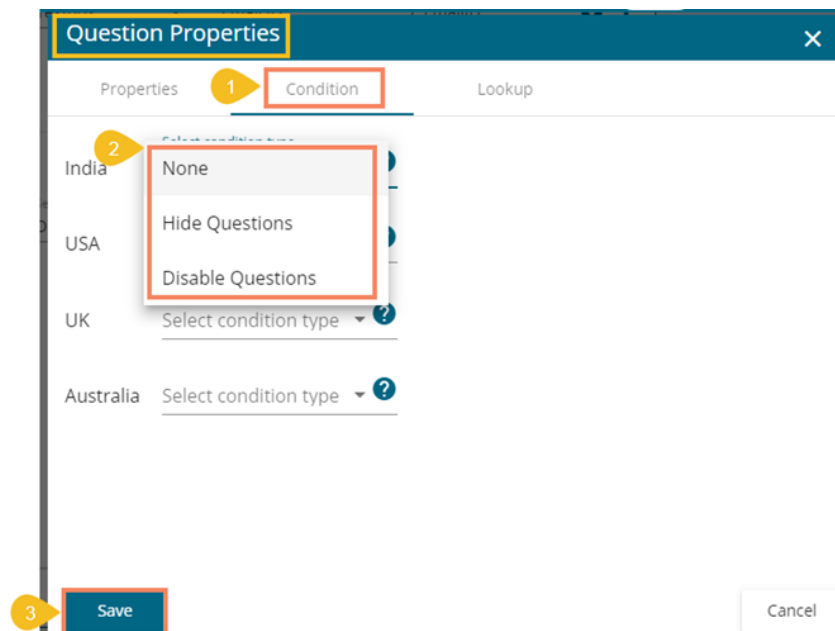 Question Properties
×
Properties
1
Condition
Lookup
2
India
None
Hide Questions
USA
Disable Questions
UK
Select condition type
?
Australia
Select condition type
?
3
Save
Cancel